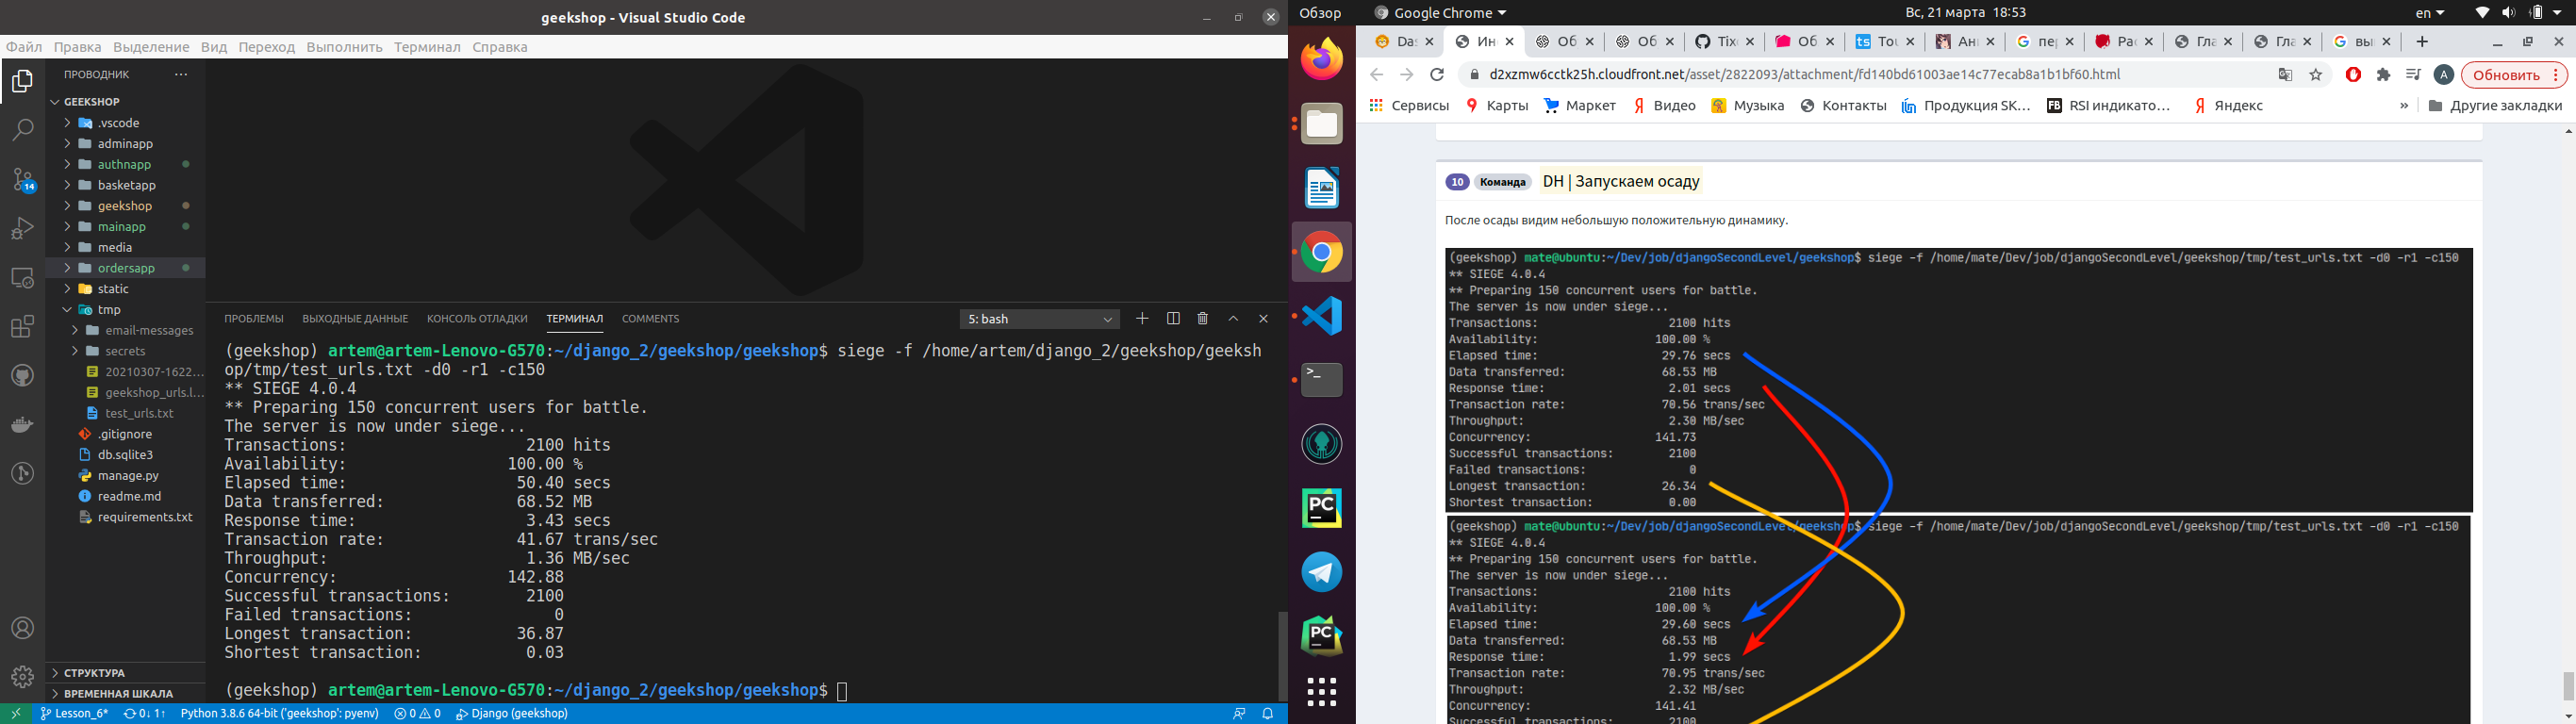 geekshop - Visual Studio Code
Файл Правка Выделение Вид Переход Выполнить Терминал Справка
ПРОВОДНИК
GEEKSHOP
.vscode
adminapp
authnapp
basketapp
geekshop
mainapp
media
ordersapp
static
tmp
email-messages
secrets
20210307-1622...
geekshop_urls.l...
test_urls.txt
.gitignore
db.sqlite3
manage.py
readme.md
requirements.txt
СТРУКТУРА
ВРЕМЕННАЯ ШКАЛА
14
ПРОБЛЕМЫ ВЫХОДНЫЕ ДАННЫЕ КОНСОЛЬ ОТЛАДКИ ТЕРМИНАЛ COMMENTS
5: bash
(geekshop) artem@artem-Lenovo-G570:~/django_2/geekshop/geekshop$ siege -f /home/artem/django_2/geekshop/geeksh
op/tmp/test_urls.txt -d0 -r1 -c150
** SIEGE 4.0.4
** Preparing 150 concurrent users for battle.
The server is now under siege...
Transactions: 2100 hits
Availability: 100.00 %
Elapsed time: 50.40 secs
Data transferred: 68.52 MB
Response time: 3.43 secs
Transaction rate: 41.67 trans/sec
Throughput: 1.36 MB/sec
Concurrency: 142.88
Successful transactions: 2100
Failed transactions: 0
Longest transaction: 36.87
Shortest transaction: 0.03
(geekshop) artem@artem-Lenovo-G570:~/django_2/geekshop/geekshop$
Lesson_6* 0↓ 1↑ Python 3.8.6 64-bit ('geekshop': pyenv) 0 0 Django (geekshop)
Обзор Google Chrome Вс, 21 марта 18:53 en
Das Ин Об Об Tix Об Tou Ан пер Рас Гла Гла вы
d2xzmw6cctk25h.cloudfront.net/asset/2822093/attachment/fd140bd61003ae14c77ecab8a1b1bf60.html
A Обновить
Сервисы Карты Маркет Видео Музыка Контакты Продукция SK... RSI индикато... Яндекс » Другие закладки
10 Команда DH | Запускаем осаду
После осады видим небольшую положительную динамику.
(geekshop) mate@ubuntu:~/Dev/job/djangoSecondLevel/geekshop$ siege -f /home/mate/Dev/job/djangoSecondLevel/geekshop/tmp/test_urls.txt -d0 -r1 -c150
** SIEGE 4.0.4
** Preparing 150 concurrent users for battle.
The server is now under siege...
Transactions: 2100 hits
Availability: 100.00 %
Elapsed time: 29.76 secs
Data transferred: 68.53 MB
Response time: 2.01 secs
Transaction rate: 70.56 trans/sec
Throughput: 2.30 MB/sec
Concurrency: 141.73
Successful transactions: 2100
Failed transactions: 0
Longest transaction: 26.34
Shortest transaction: 0.00
(geekshop) mate@ubuntu:~/Dev/job/djangoSecondLevel/geekshop$ siege -f /home/mate/Dev/job/djangoSecondLevel/geekshop/tmp/test_urls.txt -d0 -r1 -c150
** SIEGE 4.0.4
** Preparing 150 concurrent users for battle.
The server is now under siege...
Transactions: 2100 hits
Availability: 100.00 %
Elapsed time: 29.60 secs
Data transferred: 68.53 MB
Response time: 1.99 secs
Transaction rate: 70.95 trans/sec
Throughput: 2.32 MB/sec
Concurrency: 141.41
Successful transactions: 2100